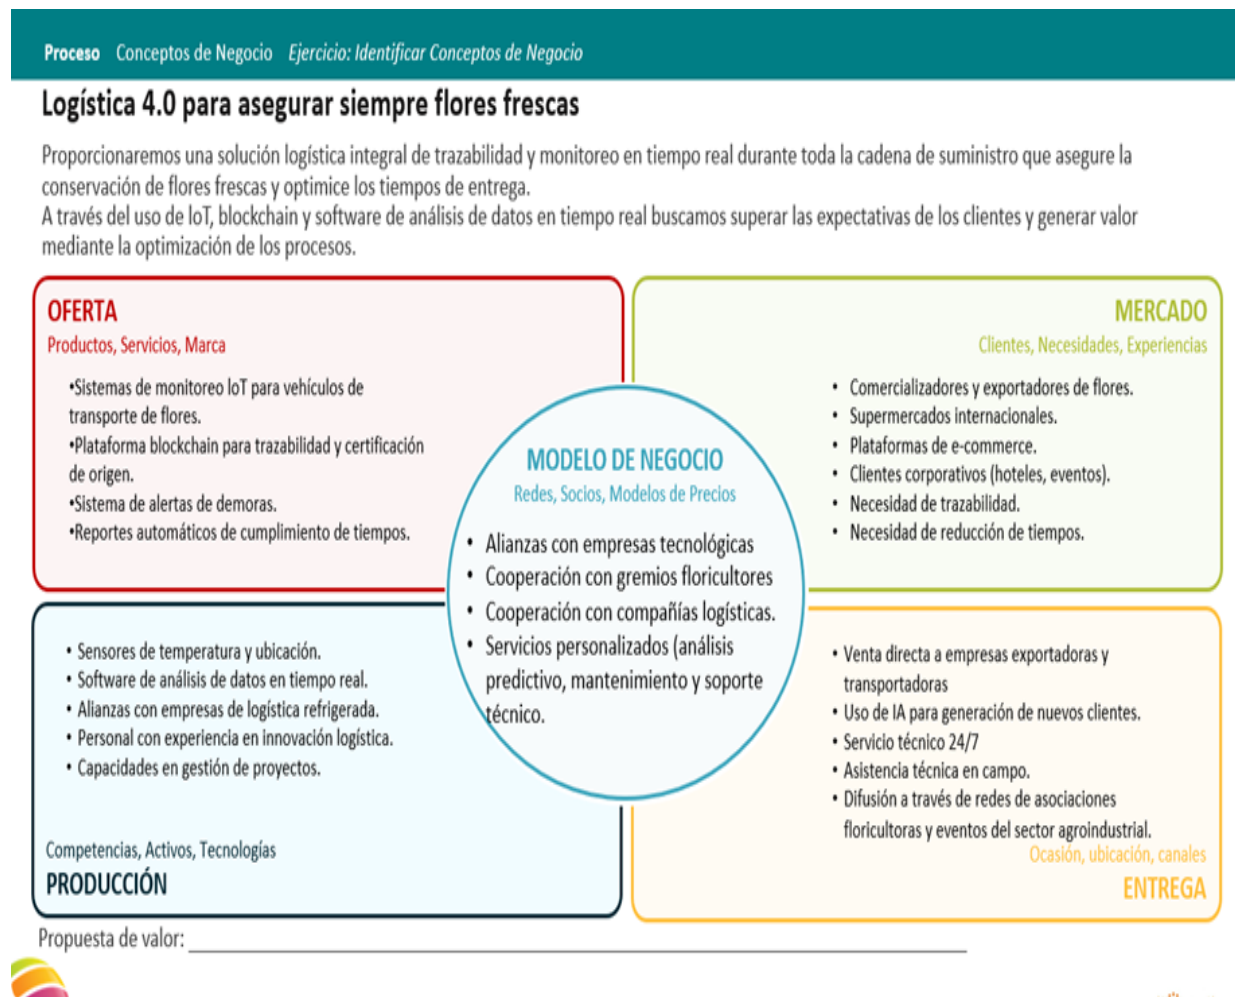 Proceso Conceptos de Negocio Ejercicio: Identificar Conceptos de Negocio
Logística 4.0 para asegurar siempre flores frescas
Proporcionaremos una solución logística integral de trazabilidad y monitoreo en tiempo real durante toda la cadena de suministro que asegure la
conservación de flores frescas y optimice los tiempos de entrega.
A través del uso de IoT, blockchain y software de análisis de datos en tiempo real buscamos superar las expectativas de los clientes y generar valor
mediante la optimización de los procesos.
OFERTA
Productos, Servicios, Marca
•Sistemas de monitoreo IoT para vehículos de
transporte de flores.
•Plataforma blockchain para trazabilidad y certificación
de origen.
•Sistema de alertas de demoras.
•Reportes automáticos de cumplimiento de tiempos.
MERCADO
Clientes, Necesidades, Experiencias
• Comercializadores y exportadores de flores.
• Supermercados internacionales.
• Plataformas de e-commerce.
• Clientes corporativos (hoteles, eventos).
• Necesidad de trazabilidad.
• Necesidad de reducción de tiempos.
MODELO DE NEGOCIO
Redes, Socios, Modelos de Precios
• Alianzas con empresas tecnológicas
• Cooperación con gremios floricultores
• Cooperación con compañías logísticas.
• Servicios personalizados (análisis
predictivo, mantenimiento y soporte
técnico.
• Sensores de temperatura y ubicación.
• Software de análisis de datos en tiempo real.
• Alianzas con empresas de logística refrigerada.
• Personal con experiencia en innovación logística.
• Capacidades en gestión de proyectos.
Competencias, Activos, Tecnologías
PRODUCCIÓN
• Venta directa a empresas exportadoras y
transportadoras
• Uso de IA para generación de nuevos clientes.
• Servicio técnico 24/7
• Asistencia técnica en campo.
• Difusión a través de redes de asociaciones
floricultoras y eventos del sector agroindustrial.
Ocasión, ubicación, canales
ENTREGA
Propuesta de valor: